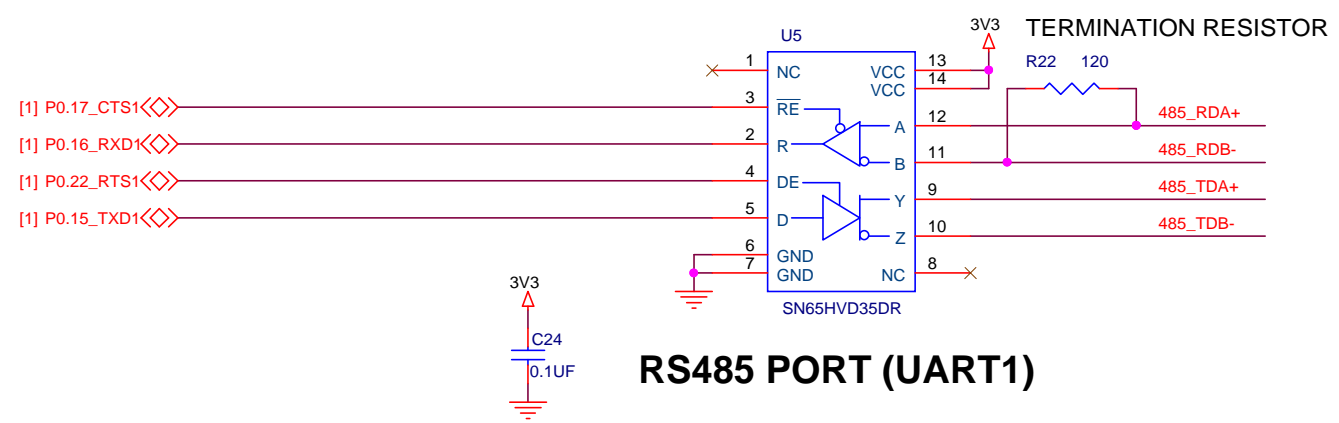 3V3
TERMINATION RESISTOR
U5
R22 120
1 NC VCC 13
VCC 14
[1] P0.17_CTS1 3 RE A 12 485_RDA+
[1] P0.16_RXD1 2 R B 11 485_RDB-
[1] P0.22_RTS1 4 DE Y 9 485_TDA+
[1] P0.15_TXD1 5 D Z 10 485_TDB-
6 GND
7 GND NC 8
3V3
SN65HVD35DR
C24
0.1UF
RS485 PORT (UART1)